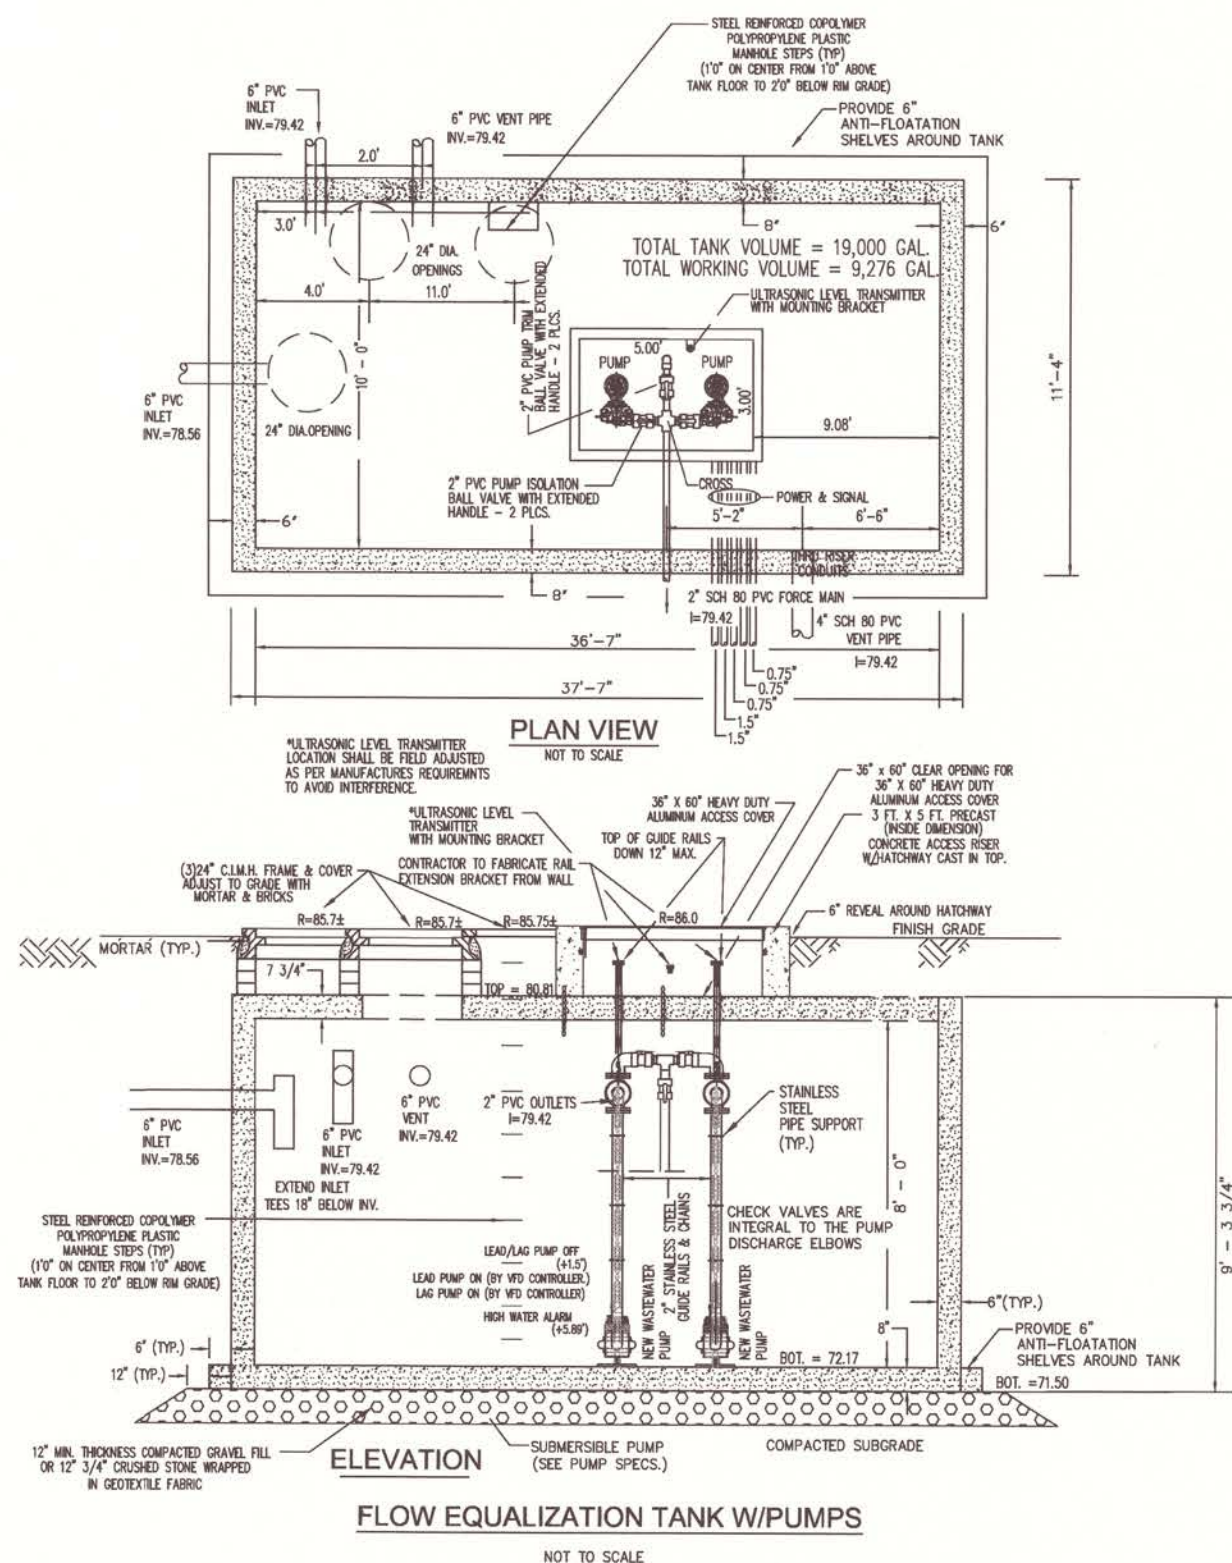 STEEL REINFORCED COPOLYMER
POLYPROPYLENE PLASTIC
MANHOLE STEPS (TYP)
(1'0" ON CENTER FROM 1'0" ABOVE
TANK FLOOR TO 2'0" BELOW RIM GRADE)
6" PVC
INLET
INV.=79.42
6" PVC VENT PIPE
INV.=79.42
PROVIDE 6"
ANTI-FLOATATION
SHELVES AROUND TANK
2.0'
3.0'
8"
6"
24" DIA.
OPENINGS
TOTAL TANK VOLUME = 19,000 GAL.
TOTAL WORKING VOLUME = 9,276 GAL.
4.0'
11.0'
ULTRASONIC LEVEL TRANSMITTER
WITH MOUNTING BRACKET
2" PVC PUMP TRIM
BALL VALVE WITH EXTENDED
HANDLE - 2 PLCS.
10' - 0"
PUMP
5.00'
PUMP
3.00'
11'-4"
6" PVC
INLET
INV.=78.56
24" DIA.OPENING
9.08'
2" PVC PUMP ISOLATION
BALL VALVE WITH EXTENDED
HANDLE - 2 PLCS.
CROSS
POWER & SIGNAL
5'-2"
6'-6"
6"
THRU RISER
CONDUITS
8"
2" SCH 80 PVC FORCE MAIN
I=79.42
4" SCH 80 PVC
VENT PIPE
I=79.42
36'-7"
37'-7"
0.75"
0.75"
0.75"
1.5"
1.5"
PLAN VIEW
NOT TO SCALE
*ULTRASONIC LEVEL TRANSMITTER
LOCATION SHALL BE FIELD ADJUSTED
AS PER MANUFACTURES REQUIREMNTS
TO AVOID INTERFERENCE.
36" x 60" CLEAR OPENING FOR
36" X 60" HEAVY DUTY
ALUMINUM ACCESS COVER
3 FT. X 5 FT. PRECAST
(INSIDE DIMENSION)
CONCRETE ACCESS RISER
W/HATCHWAY CAST IN TOP.
36" X 60" HEAVY DUTY
ALUMINUM ACCESS COVER
*ULTRASONIC LEVEL
TRANSMITTER
WITH MOUNTING BRACKET
TOP OF GUIDE RAILS
DOWN 12" MAX.
(3)24" C.I.M.H. FRAME & COVER
ADJUST TO GRADE WITH
MORTAR & BRICKS
CONTRACTOR TO FABRICATE RAIL
EXTENSION BRACKET FROM WALL
R=85.7±
R=85.7±
R=85.75±
R=86.0
6" REVEAL AROUND HATCHWAY
FINISH GRADE
MORTAR (TYP.)
7 3/4"
TOP = 80.81
6" PVC
INLET
INV.=78.56
6" PVC
INLET
INV.=79.42
6" PVC
VENT
INV.=79.42
2" PVC OUTLETS
I=79.42
STAINLESS
STEEL
PIPE SUPPORT
(TYP.)
EXTEND INLET
TEES 18" BELOW INV.
8' - 0"
9' - 3 3/4"
STEEL REINFORCED COPOLYMER
POLYPROPYLENE PLASTIC
MANHOLE STEPS (TYP)
(1'0" ON CENTER FROM 1'0" ABOVE
TANK FLOOR TO 2'0" BELOW RIM GRADE)
CHECK VALVES ARE
INTEGRAL TO THE PUMP
DISCHARGE ELBOWS
LEAD/LAG PUMP OFF
(+1.5')
LEAD PUMP ON (BY VFD CONTROLLER.)
LAG PUMP ON (BY VFD CONTROLLER)
HIGH WATER ALARM
(+5.89')
NEW WASTEWATER
PUMP
2" STAINLESS STEEL
GUIDE RAILS & CHAINS
NEW WASTEWATER
PUMP
6"(TYP.)
8"
6" (TYP.)
12" (TYP.)
BOT. = 72.17
PROVIDE 6"
ANTI-FLOATATION
SHELVES AROUND TANK
BOT. =71.50
12" MIN. THICKNESS COMPACTED GRAVEL FILL
OR 12" 3/4" CRUSHED STONE WRAPPED
IN GEOTEXTILE FABRIC
ELEVATION
SUBMERSIBLE PUMP
(SEE PUMP SPECS.)
COMPACTED SUBGRADE
FLOW EQUALIZATION TANK W/PUMPS
NOT TO SCALE